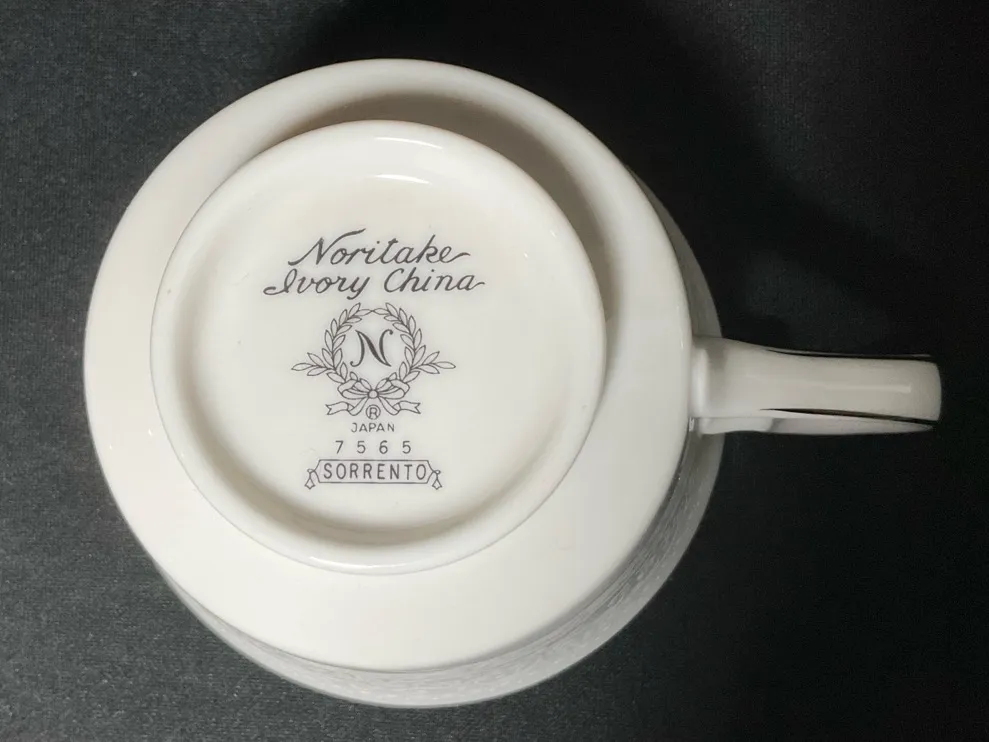 Noritake
Ivory China
N
®
JAPAN
7565
SORRENTO